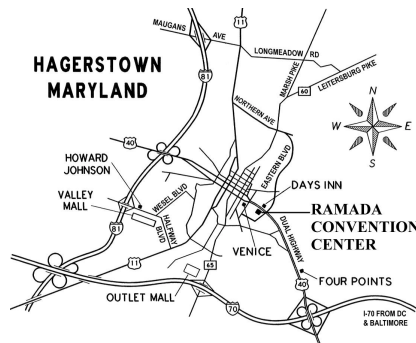 11
MAUGANS AVE
LONGMEADOW RD
HAGERSTOWN
MARYLAND
81
MARSH PIKE
LEITERSBURG PIKE
60
NORTHERN AVE
N
W
E
S
40
HOWARD
JOHNSON
EASTERN BLVD
DAYS INN
VALLEY
MALL
WESEL BLVD
HALFWAY
BLVD
RAMADA
CONVENTION
CENTER
81
11
VENICE
DUAL HIGHWAY
65
FOUR POINTS
OUTLET MALL
40
70
I-70 FROM DC
& BALTIMORE